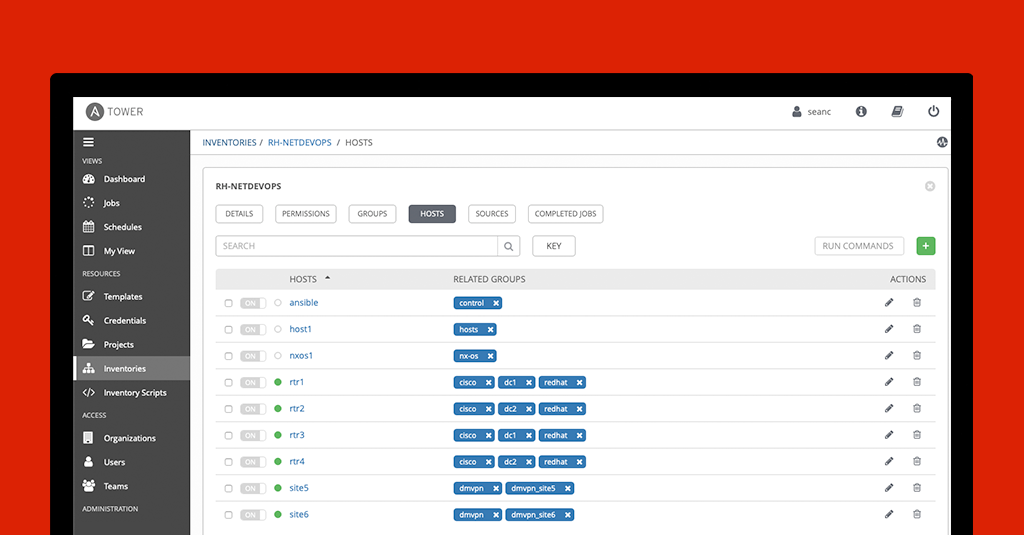 A TOWER
seanc
INVENTORIES / RH-NETDEVOPS / HOSTS
VIEWS
Dashboard
Jobs
Schedules
My View
RESOURCES
Templates
Credentials
Projects
Inventories
Inventory Scripts
ACCESS
Organizations
Users
Teams
ADMINISTRATION
RH-NETDEVOPS
DETAILS PERMISSIONS GROUPS HOSTS SOURCES COMPLETED JOBS
SEARCH KEY RUN COMMANDS +
HOSTS RELATED GROUPS ACTIONS
ON ansible control
ON host1 hosts
ON nxos1 nx-os
ON rtr1 cisco dc1 redhat
ON rtr2 cisco dc2 redhat
ON rtr3 cisco dc1 redhat
ON rtr4 cisco dc2 redhat
ON site5 dmvpn dmvpn_site5
ON site6 dmvpn dmvpn_site6